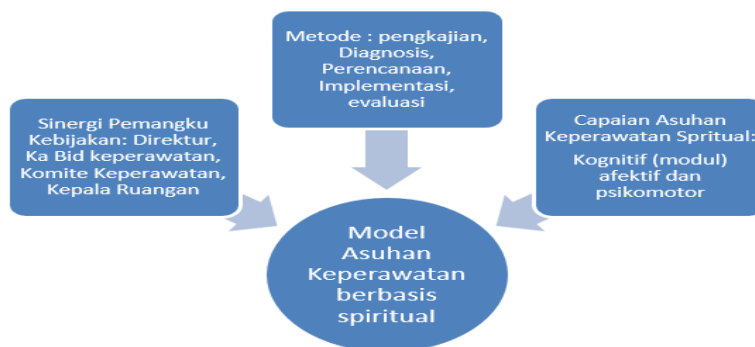 Metode : pengkajian,
Diagnosis,
Perencanaan,
Implementasi,
evaluasi
Sinergi Pemangku
Kebijakan: Direktur,
Ka Bid keperawatan,
Komite Keperawatan,
Kepala Ruangan
Capaian Asuhan
Keperawatan Spritual:
Kognitif (modul)
afektif dan
psikomotor
Model
Asuhan
Keperawatan
berbasis
spiritual